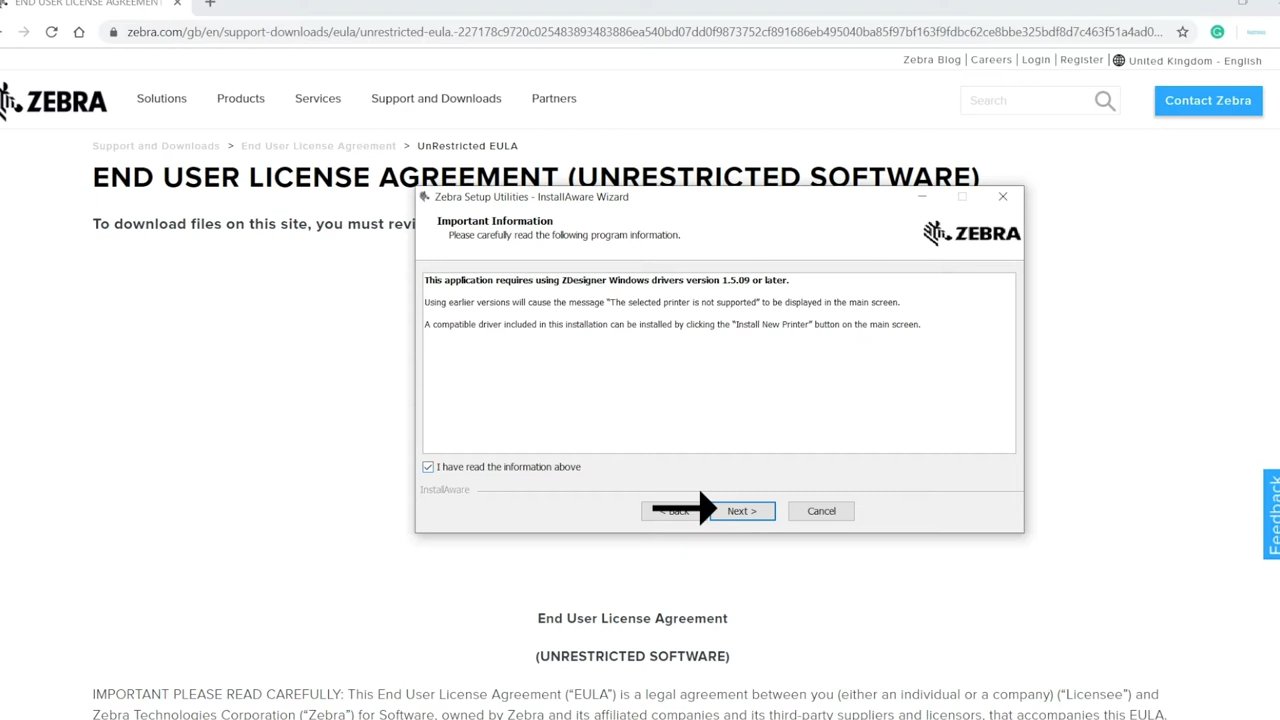 END USER LICENSE AGREEMENT
zebra.com/gb/en/support-downloads/eula/unrestricted-eula.-227178c9720c025483893483886ea540bd07dd0f9873752cf891686eb495040ba85f97bf163f9fdbc62ce8bbe325bdf8d7c463f51a4ad0...
Zebra Blog | Careers | Login | Register | United Kingdom - English
ZEBRA
Solutions Products Services Support and Downloads Partners Search Contact Zebra
Support and Downloads > End User License Agreement > UnRestricted EULA
END USER LICENSE AGREEMENT (UNRESTRICTED SOFTWARE)
To download files on this site, you must revi
Zebra Setup Utilities - InstallAware Wizard
Important Information
Please carefully read the following program information.
ZEBRA
This application requires using ZDesigner Windows drivers version 1.5.09 or later.
Using earlier versions will cause the message "The selected printer is not supported" to be displayed in the main screen.
A compatible driver included in this installation can be installed by clicking the "Install New Printer" button on the main screen.
I have read the information above
InstallAware
< Back Next > Cancel
Feedback
End User License Agreement
(UNRESTRICTED SOFTWARE)
IMPORTANT PLEASE READ CAREFULLY: This End User License Agreement ("EULA") is a legal agreement between you (either an individual or a company) ("Licensee") and
Zebra Technologies Corporation ("Zebra") for Software, owned by Zebra and its affiliated companies and its third-party suppliers and licensors, that accompanies this EULA.